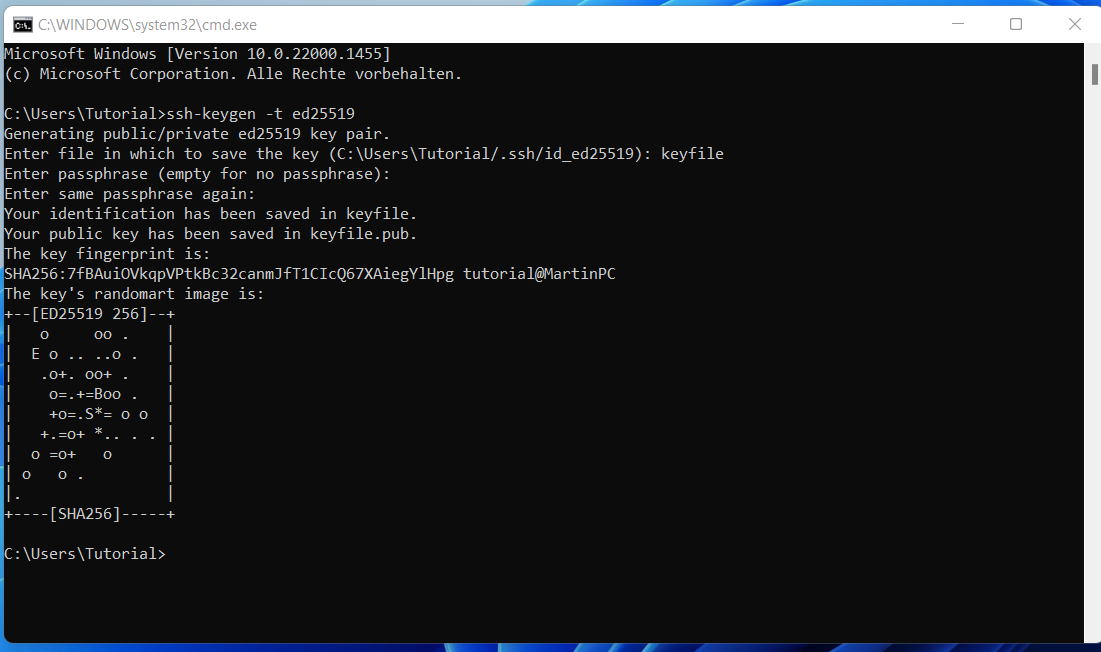 C:\WINDOWS\system32\cmd.exe
Microsoft Windows [Version 10.0.22000.1455]
(c) Microsoft Corporation. Alle Rechte vorbehalten.

C:\Users\Tutorial>ssh-keygen -t ed25519
Generating public/private ed25519 key pair.
Enter file in which to save the key (C:\Users\Tutorial/.ssh/id_ed25519): keyfile
Enter passphrase (empty for no passphrase):
Enter same passphrase again:
Your identification has been saved in keyfile.
Your public key has been saved in keyfile.pub.
The key fingerprint is:
SHA256:7fBAuiOVkqpVPtkBc32canmJfT1CIcQ67XAiegYlHpg tutorial@MartinPC
The key's randomart image is:
+--[ED25519 256]--+
|   o     oo .    |
|  E o .. ..o .   |
|   .o+. oo+ .    |
|    o=.+=Boo .   |
|    +o=.S*= o o  |
|   +.=o+ *.. . . |
|  o =o+   o      |
| o   o .         |
|.                |
+----[SHA256]-----+

C:\Users\Tutorial>